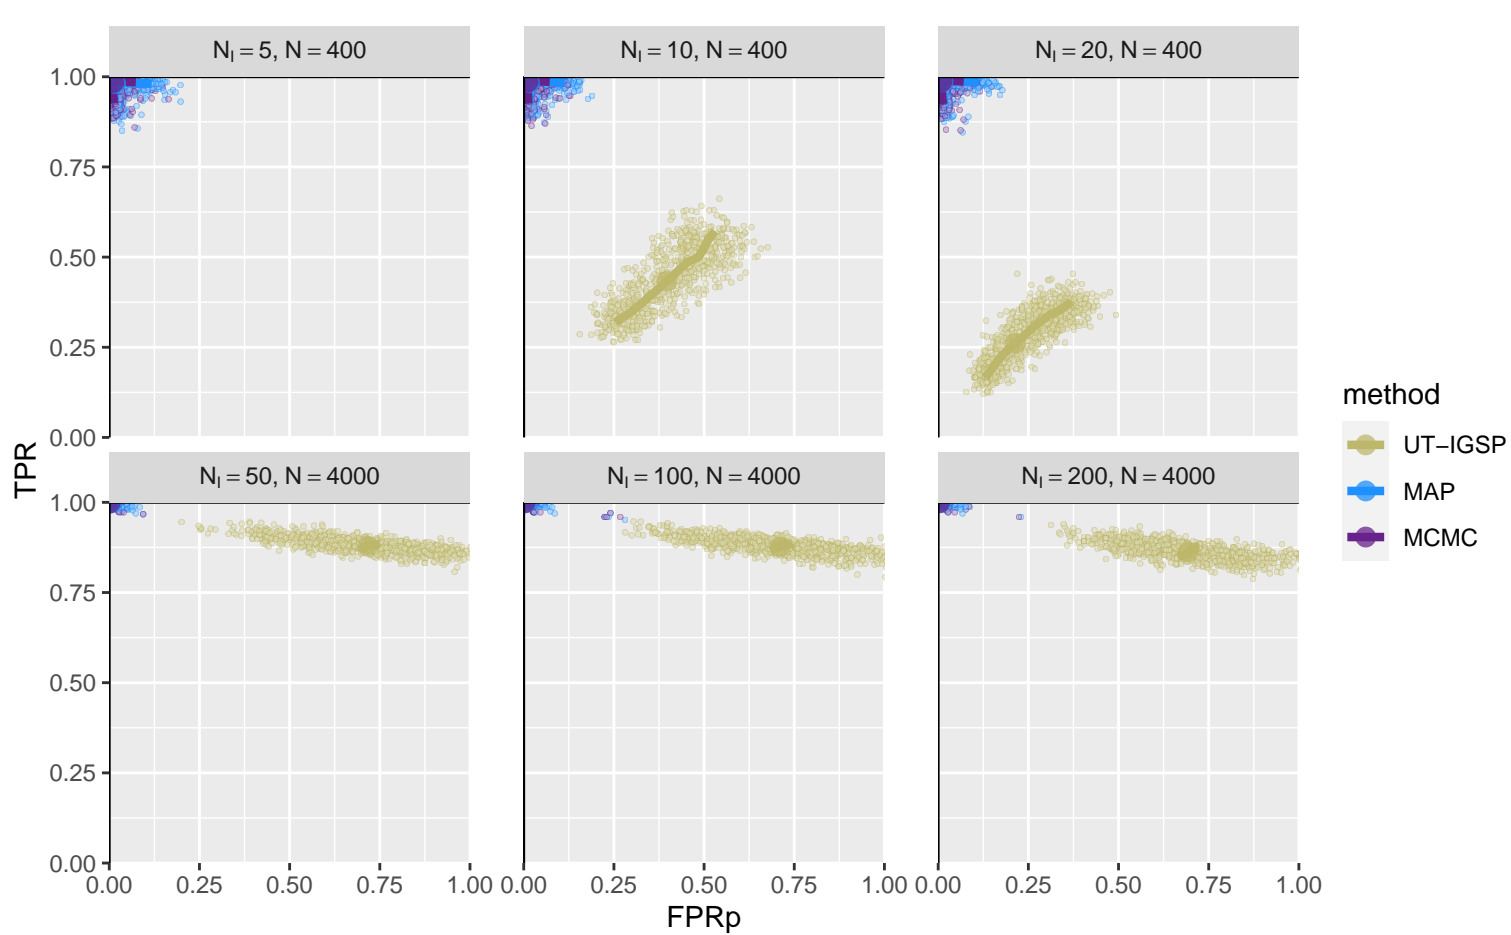 N_I = 5, N = 400
N_I = 10, N = 400
N_I = 20, N = 400
1.00
0.75
0.50
0.25
0.00
TPR
N_I = 50, N = 4000
N_I = 100, N = 4000
N_I = 200, N = 4000
1.00
0.75
0.50
0.25
0.00
0.00 0.25 0.50 0.75 1.00 0.00 0.25 0.50 0.75 1.00 0.00 0.25 0.50 0.75 1.00
FPRp
method
UT−IGSP
MAP
MCMC